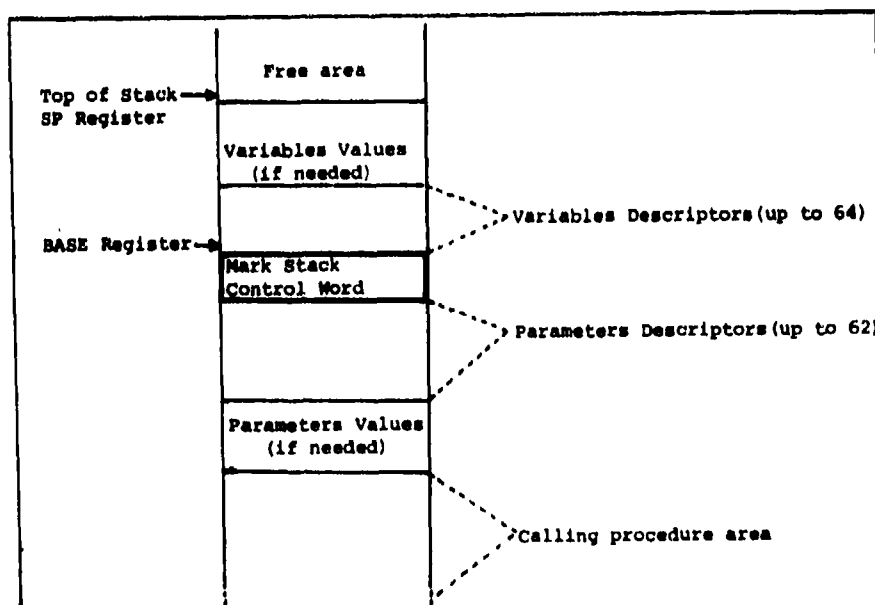 Free area
Top of Stack
SP Register
Variables Values
(if needed)
Variables Descriptors(up to 64)
BASE Register
Mark Stack
Control Word
Parameters Descriptors(up to 62)
Parameters Values
(if needed)
Calling procedure area